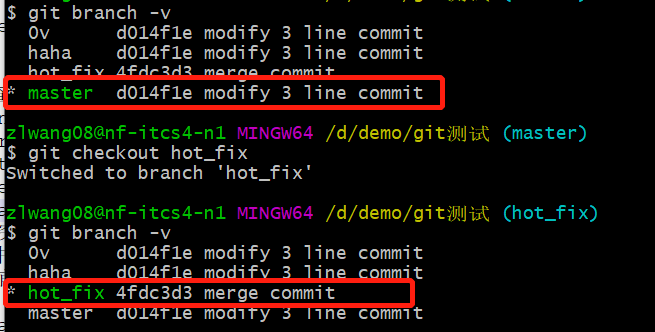 $ git branch -v
0v d014f1e modify 3 line commit
haha d014f1e modify 3 line commit
hot_fix 4fdc3d3 merge commit
* master d014f1e modify 3 line commit
zlwang08@nf-itcs4-n1 MINGW64 /d/demo/git测试 (master)
$ git checkout hot_fix
Switched to branch 'hot_fix'
zlwang08@nf-itcs4-n1 MINGW64 /d/demo/git测试 (hot_fix)
$ git branch -v
0v d014f1e modify 3 line commit
haha d014f1e modify 3 line commit
* hot_fix 4fdc3d3 merge commit
master d014f1e modify 3 line commit